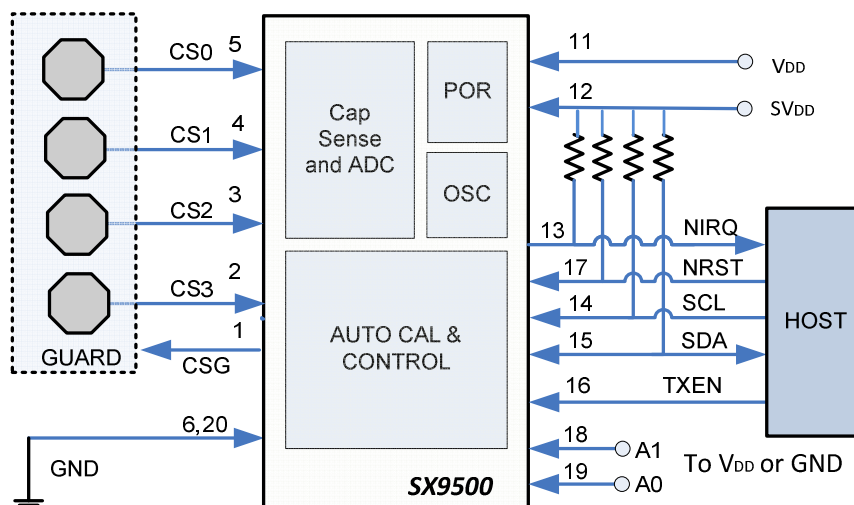 CS0 5
CS1 4
CS2 3
CS3 2
GUARD
1
CSG
6,20
GND
Cap
Sense
and ADC
POR
OSC
AUTO CAL &
CONTROL
SX9500
11
VDD
12
SVDD
13 NIRQ
17 NRST
14 SCL
15 SDA
16 TXEN
HOST
18 A1
19 A0
To VDD or GND